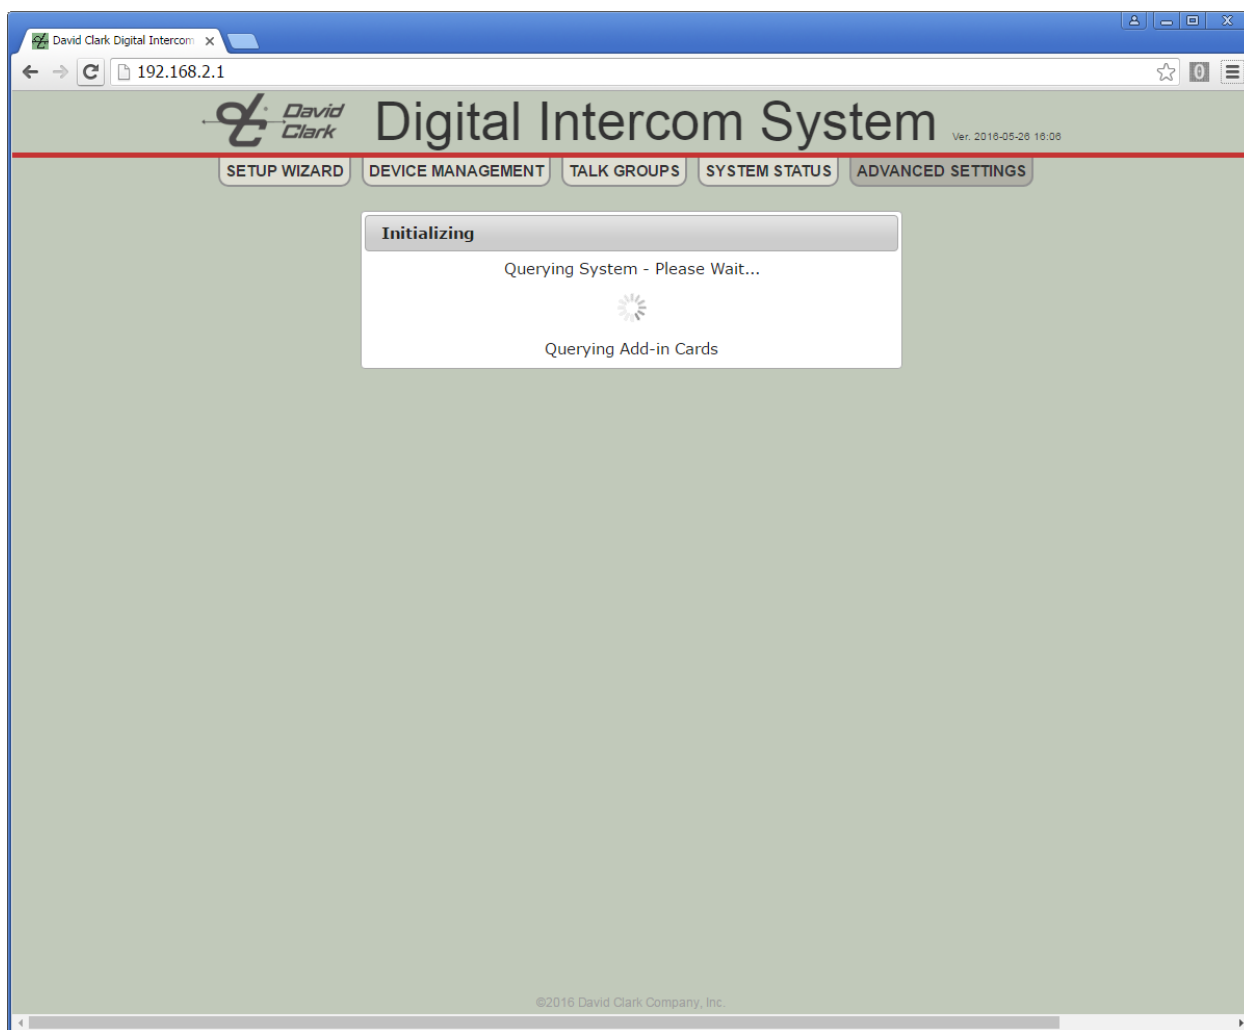 David Clark Digital Intercom
192.168.2.1
David
Clark
Digital Intercom System
Ver. 2016-05-26 16:06
SETUP WIZARD
DEVICE MANAGEMENT
TALK GROUPS
SYSTEM STATUS
ADVANCED SETTINGS
Initializing
Querying System - Please Wait...
Querying Add-in Cards
©2016 David Clark Company, Inc.